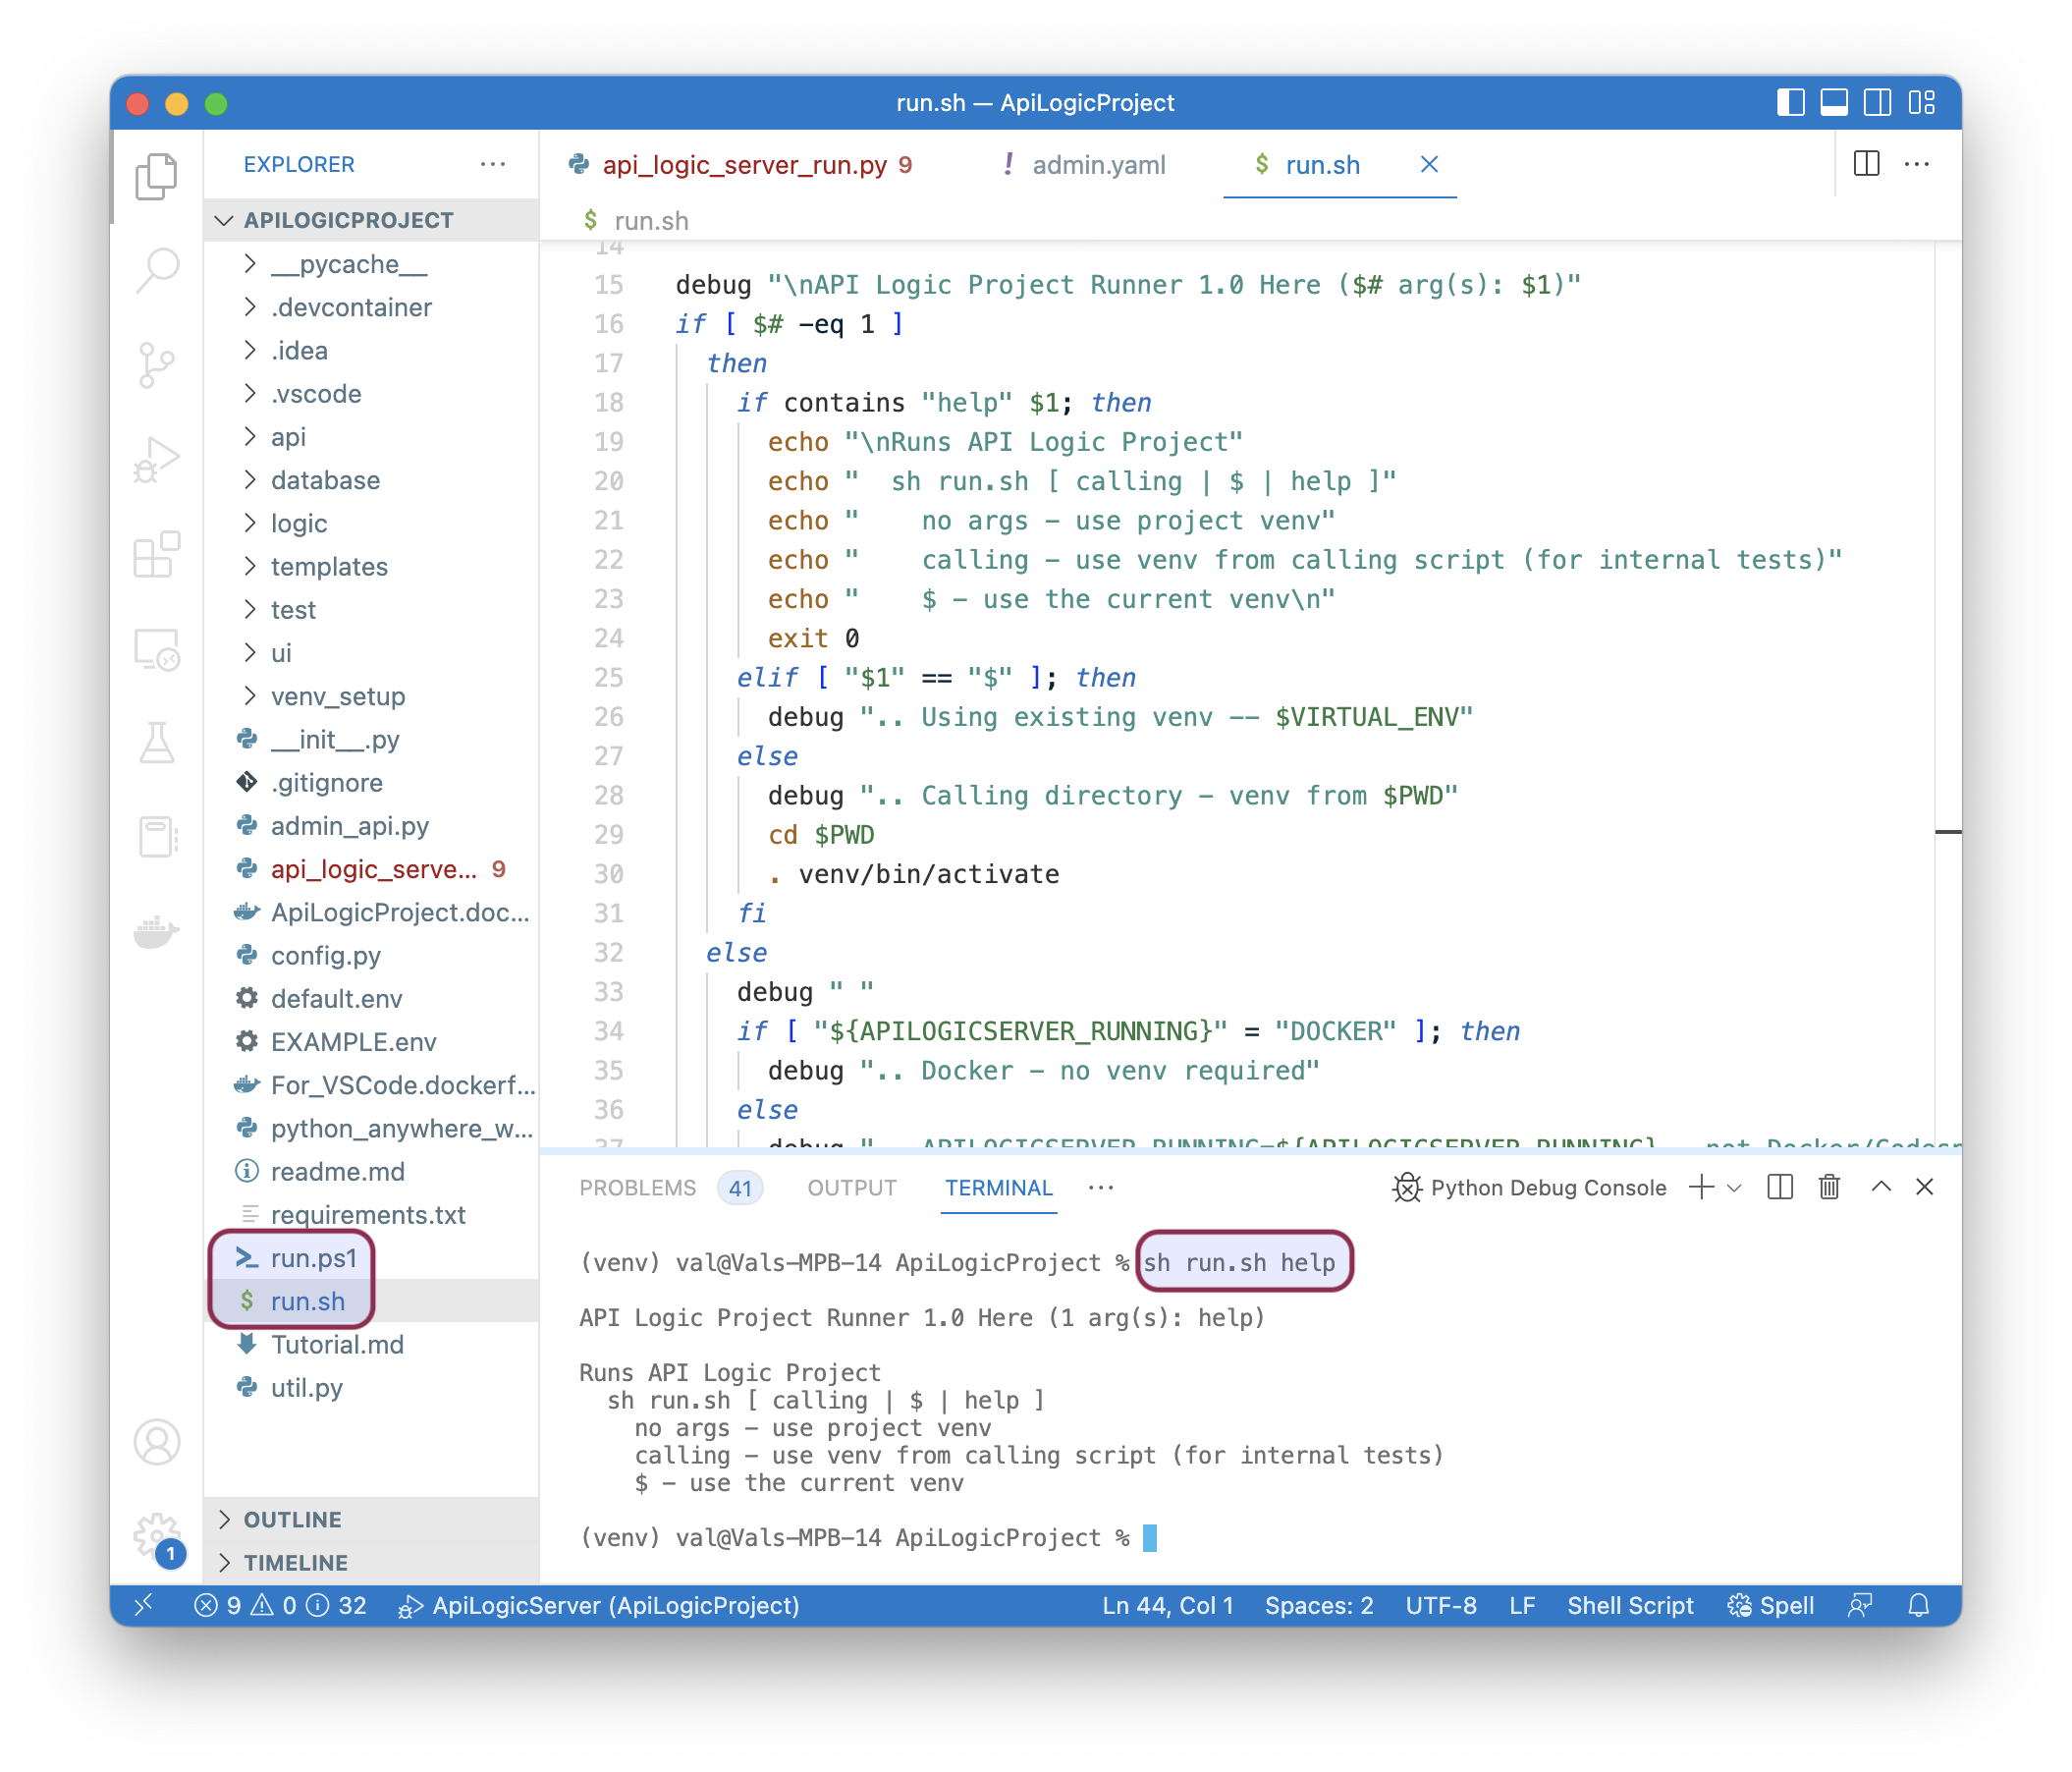 run.sh — ApiLogicProject
EXPLORER
APILOGICPROJECT
__pycache__
.devcontainer
.idea
.vscode
api
database
logic
templates
test
ui
venv_setup
__init__.py
.gitignore
admin_api.py
api_logic_serve... 9
ApiLogicProject.doc...
config.py
default.env
EXAMPLE.env
For_VSCode.dockerf...
python_anywhere_w...
readme.md
requirements.txt
run.ps1
$ run.sh
Tutorial.md
util.py
OUTLINE
TIMELINE
1
api_logic_server_run.py 9
! admin.yaml
$ run.sh
$ run.sh
14
15 debug "\nAPI Logic Project Runner 1.0 Here ($# arg(s): $1)"
16 if [ $# -eq 1 ]
17 then
18 if contains "help" $1; then
19 echo "\nRuns API Logic Project"
20 echo "  sh run.sh [ calling | $ | help ]"
21 echo "    no args - use project venv"
22 echo "    calling - use venv from calling script (for internal tests)"
23 echo "    $ - use the current venv\n"
24 exit 0
25 elif [ "$1" == "$" ]; then
26 debug ".. Using existing venv -- $VIRTUAL_ENV"
27 else
28 debug ".. Calling directory - venv from $PWD"
29 cd $PWD
30 . venv/bin/activate
31 fi
32 else
33 debug " "
34 if [ "${APILOGICSERVER_RUNNING}" = "DOCKER" ]; then
35 debug ".. Docker - no venv required"
36 else
37 debug ".. APILOGICSERVER_RUNNING=${APILOGICSERVER_RUNNING}
PROBLEMS 41 OUTPUT TERMINAL
Python Debug Console
(venv) val@Vals-MPB-14 ApiLogicProject % sh run.sh help
API Logic Project Runner 1.0 Here (1 arg(s): help)
Runs API Logic Project
sh run.sh [ calling | $ | help ]
no args - use project venv
calling - use venv from calling script (for internal tests)
$ - use the current venv
(venv) val@Vals-MPB-14 ApiLogicProject %
9 0 32 ApiLogicServer (ApiLogicProject) Ln 44, Col 1 Spaces: 2 UTF-8 LF Shell Script Spell